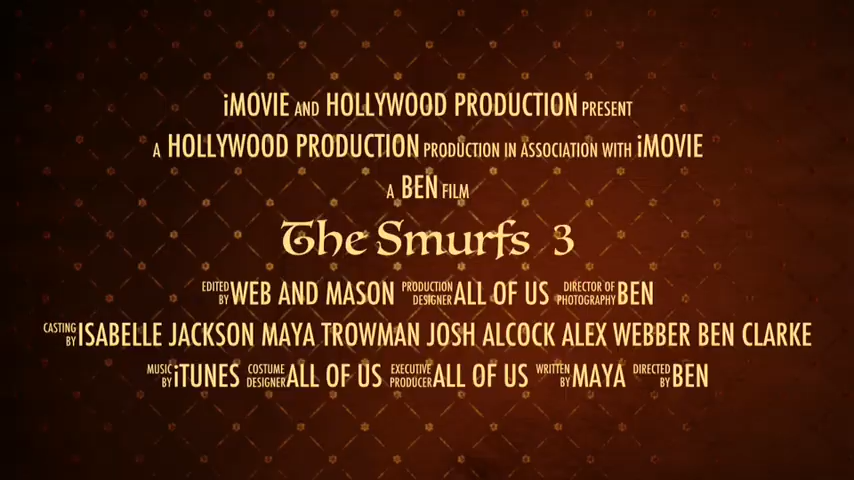 iMOVIE AND HOLLYWOOD PRODUCTION PRESENT
A HOLLYWOOD PRODUCTION PRODUCTION IN ASSOCIATION WITH iMOVIE
A BEN FILM
The Smurfs 3
EDITED BY WEB AND MASON PRODUCTION DESIGNER ALL OF US DIRECTOR OF PHOTOGRAPHY BEN
CASTING BY ISABELLE JACKSON MAYA TROWMAN JOSH ALCOCK ALEX WEBBER BEN CLARKE
MUSIC BY iTUNES COSTUME DESIGNER ALL OF US EXECUTIVE PRODUCER ALL OF US WRITTEN BY MAYA DIRECTED BY BEN